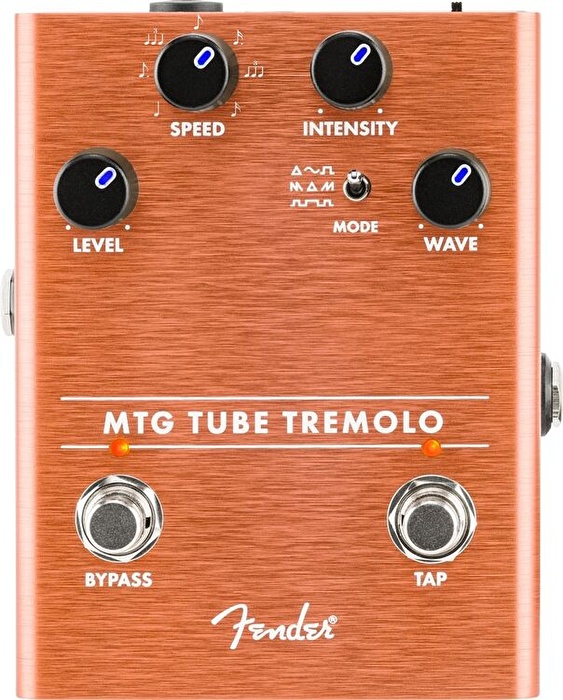 SPEED
INTENSITY
LEVEL
MODE
WAVE
MTG TUBE TREMOLO
BYPASS
TAP
Fender®